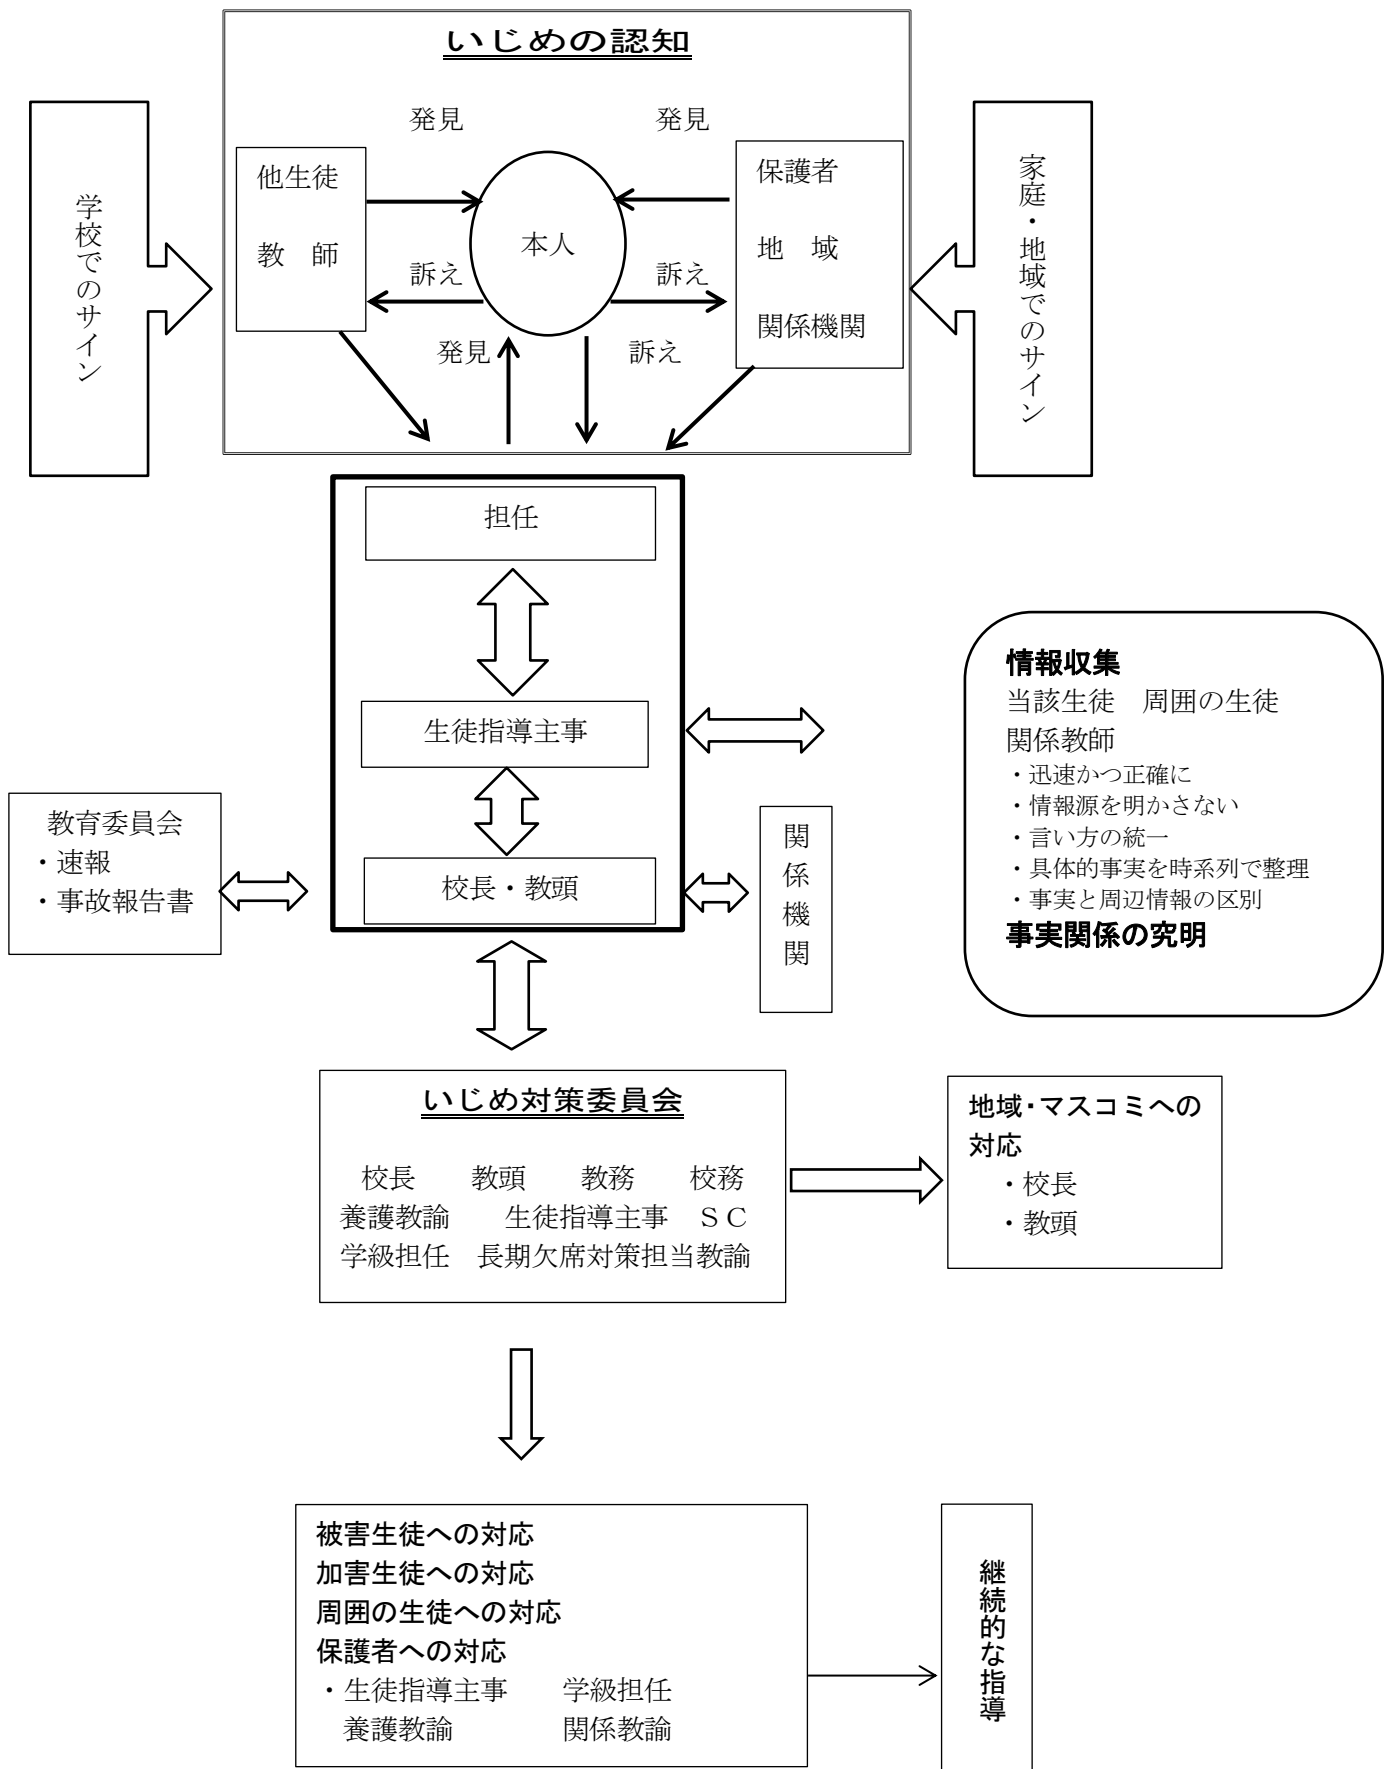 いじめの認知
発見
発見
他生徒
教　師
本人
保護者
地　域
関係機関
訴え
訴え
発見
訴え
学校でのサイン
家庭・地域でのサイン
担任
生徒指導主事
校長・教頭
教育委員会
・速報
・事故報告書
関係機関
情報収集
当該生徒　周囲の生徒
関係教師
・迅速かつ正確に
・情報源を明かさない
・言い方の統一
・具体的事実を時系列で整理
・事実と周辺情報の区別
事実関係の究明
いじめ対策委員会
校長　　教頭　　教務　　校務
養護教諭　　生徒指導主事　ＳＣ
学級担任　長期欠席対策担当教諭
地域・マスコミへの
対応
・校長
・教頭
被害生徒への対応
加害生徒への対応
周囲の生徒への対応
保護者への対応
・生徒指導主事　　学級担任
養護教諭　　　　関係教諭
継続的な指導